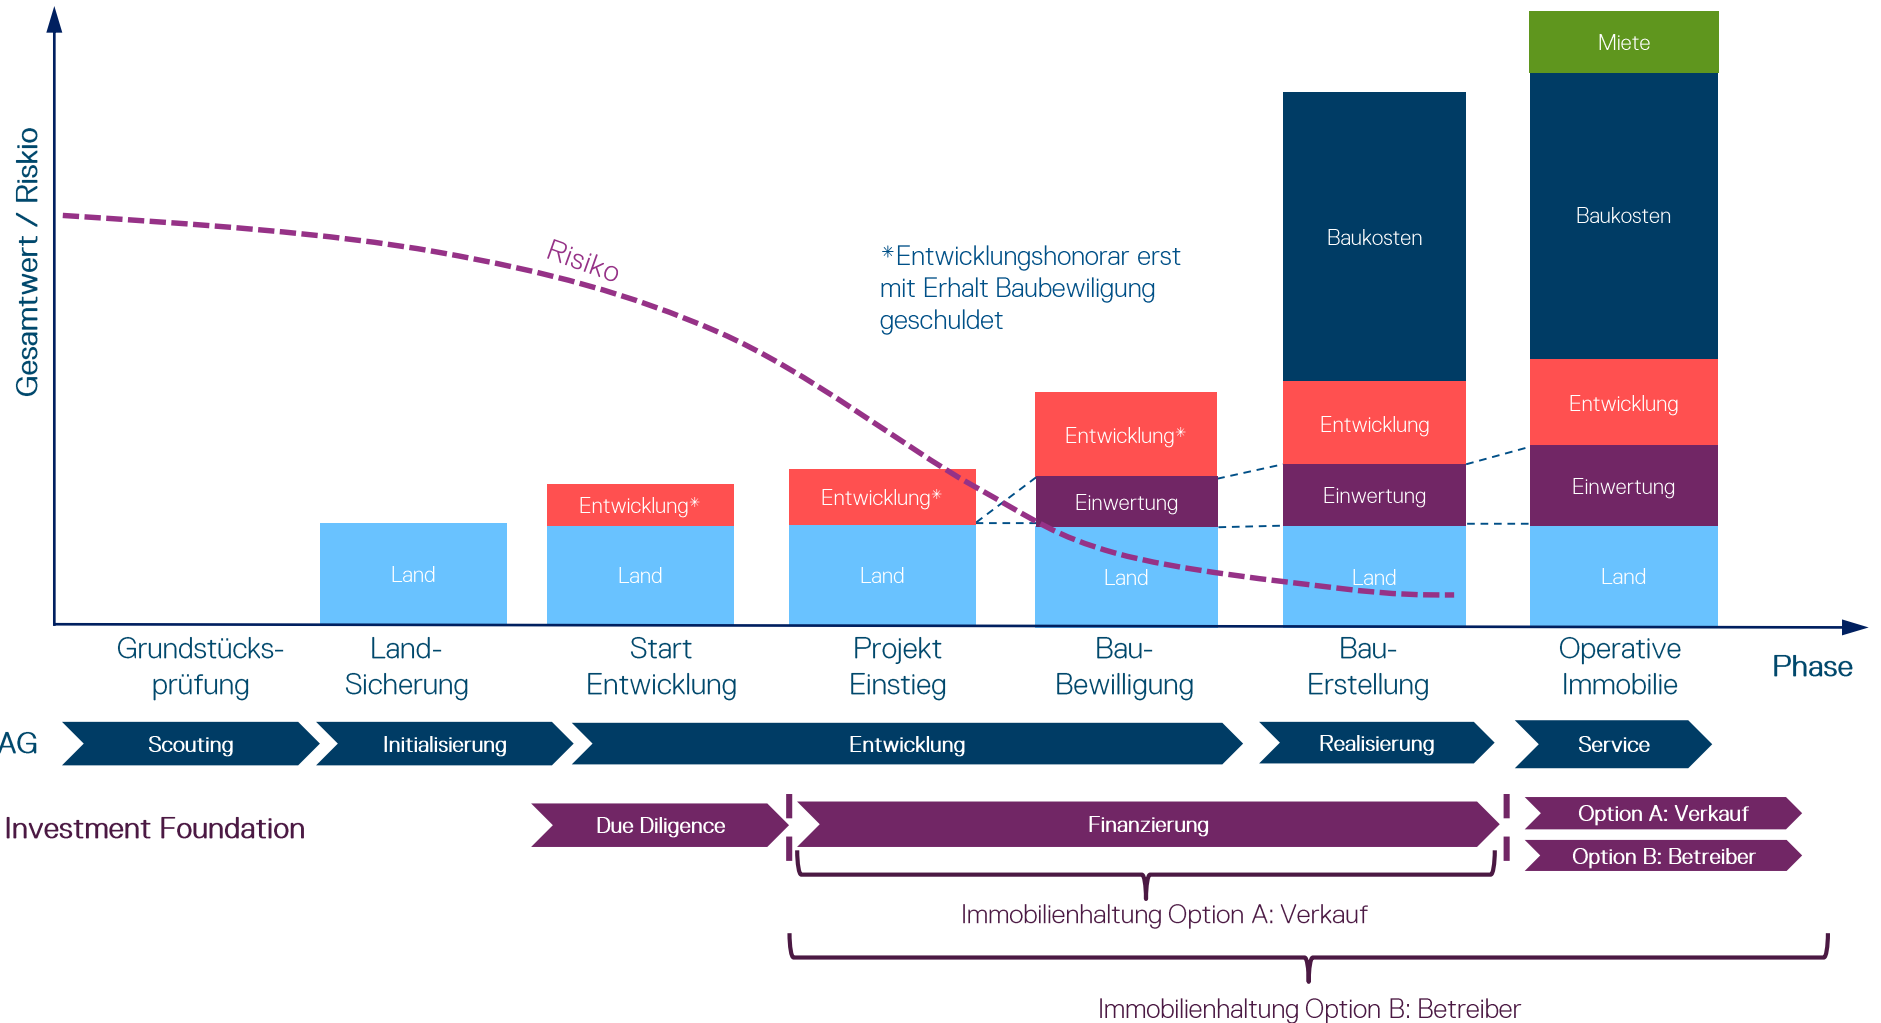 Gesamtwert / Riskio
Miete
Baukosten
Baukosten
Risiko
*Entwicklungshonorar erst
mit Erhalt Baubewiligung
geschuldet
Entwicklung*
Entwicklung*
Entwicklung*
Entwicklung
Entwicklung
Einwertung
Einwertung
Einwertung
Land
Land
Land
Land
Land
Land
Grundstücks-
prüfung
Land-
Sicherung
Start
Entwicklung
Projekt
Einstieg
Bau-
Bewilligung
Bau-
Erstellung
Operative
Immobilie
Phase
AG
Scouting
Initialisierung
Entwicklung
Realisierung
Service
Investment Foundation
Due Diligence
Finanzierung
Option A: Verkauf
Option B: Betreiber
Immobilienhaltung Option A: Verkauf
Immobilienhaltung Option B: Betreiber